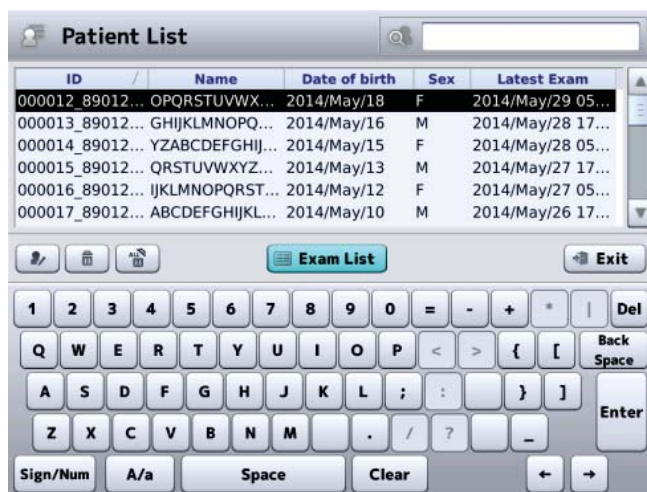 Patient List
ID / Name Date of birth Sex Latest Exam
000012_89012... OPQRSTUVWX... 2014/May/18 F 2014/May/29 05...
000013_89012... GHIJKLMNOPQ... 2014/May/16 M 2014/May/28 17...
000014_89012... YZABCDEFGHIJ... 2014/May/15 F 2014/May/28 05...
000015_89012... QRSTUVWXYZ... 2014/May/13 M 2014/May/27 17...
000016_89012... IJKLMNOPQRST... 2014/May/12 F 2014/May/27 05...
000017_89012... ABCDEFGHIJKL... 2014/May/10 M 2014/May/26 17...
ALL Exam List Exit
1 2 3 4 5 6 7 8 9 0 = - + * | Del
Q W E R T Y U I O P < > { [ Back Space
A S D F G H J K L ; : } ] Enter
Z X C V B N M . / ? _
Sign/Num A/a Space Clear ← →